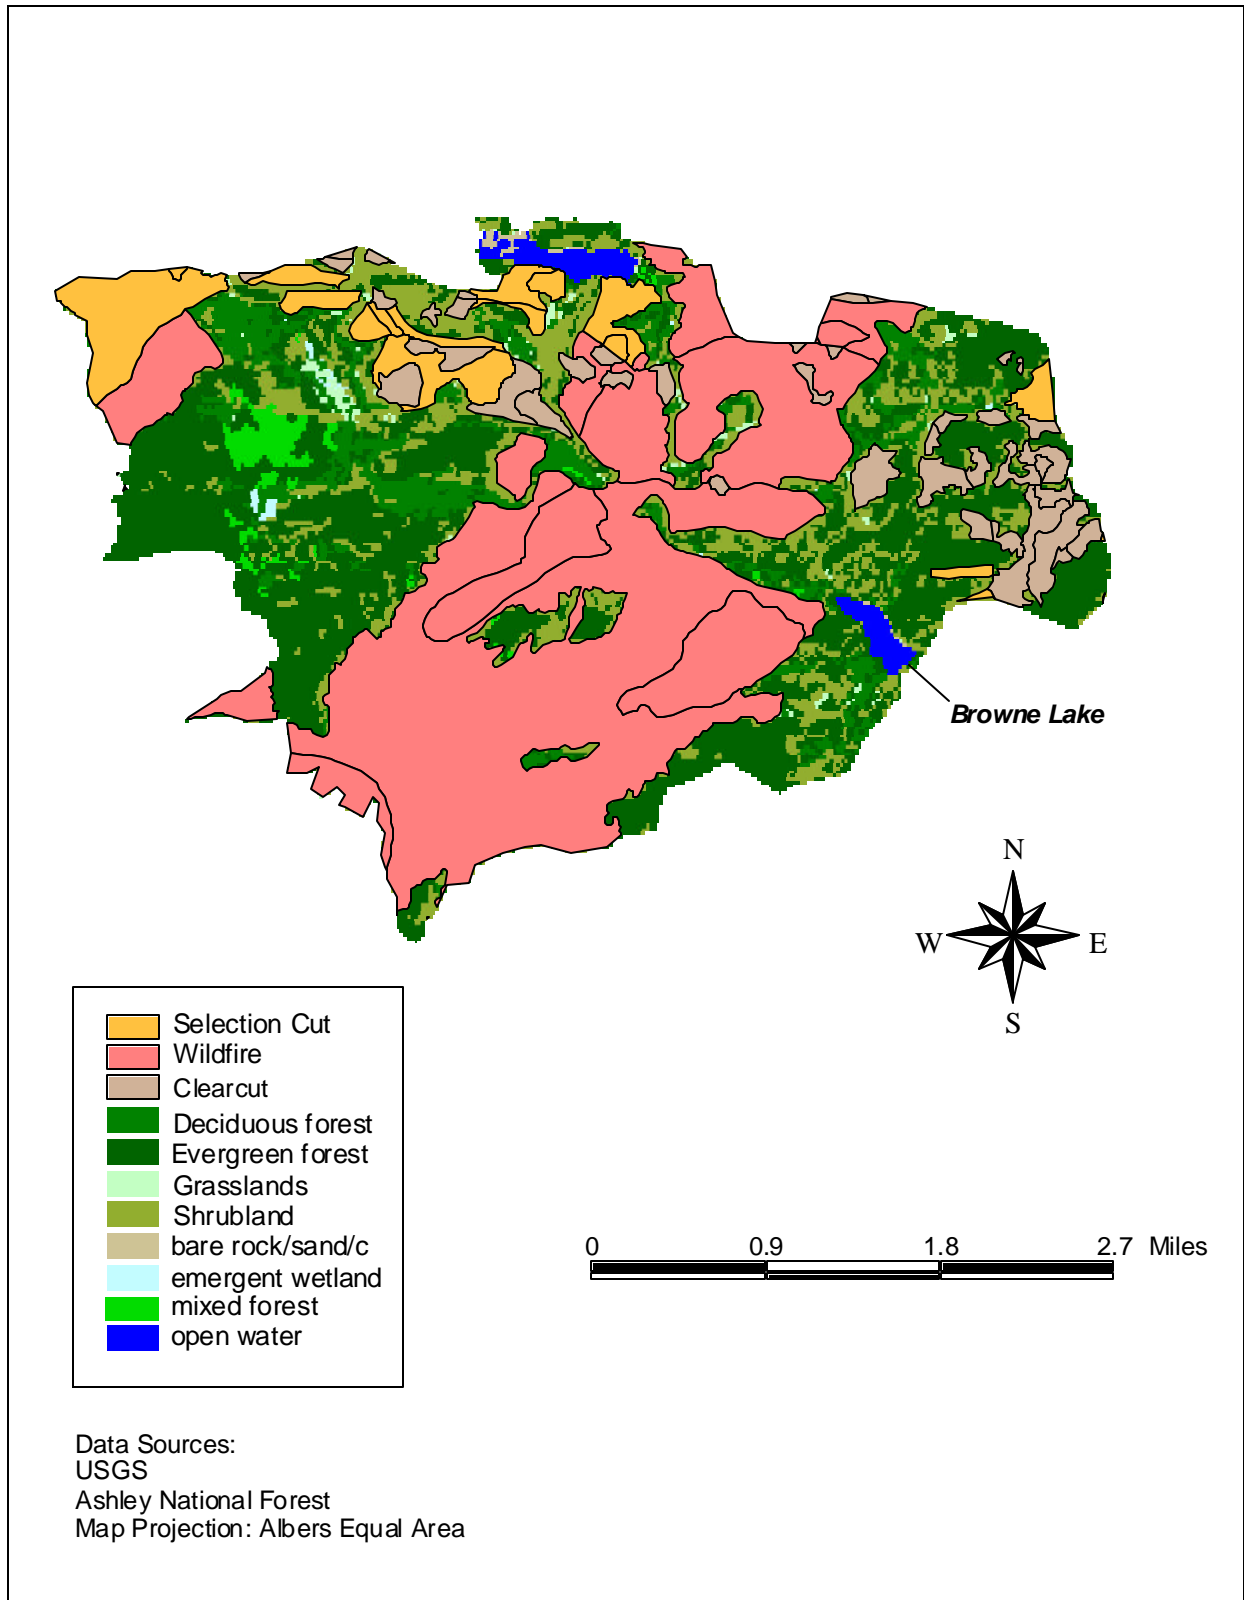 Browne Lake
N
W
E
S
Selection Cut
Wildfire
Clearcut
Deciduous forest
Evergreen forest
Grasslands
Shrubland
bare rock/sand/c
emergent wetland
mixed forest
open water
0 0.9 1.8 2.7 Miles
Data Sources:
USGS
Ashley National Forest
Map Projection: Albers Equal Area